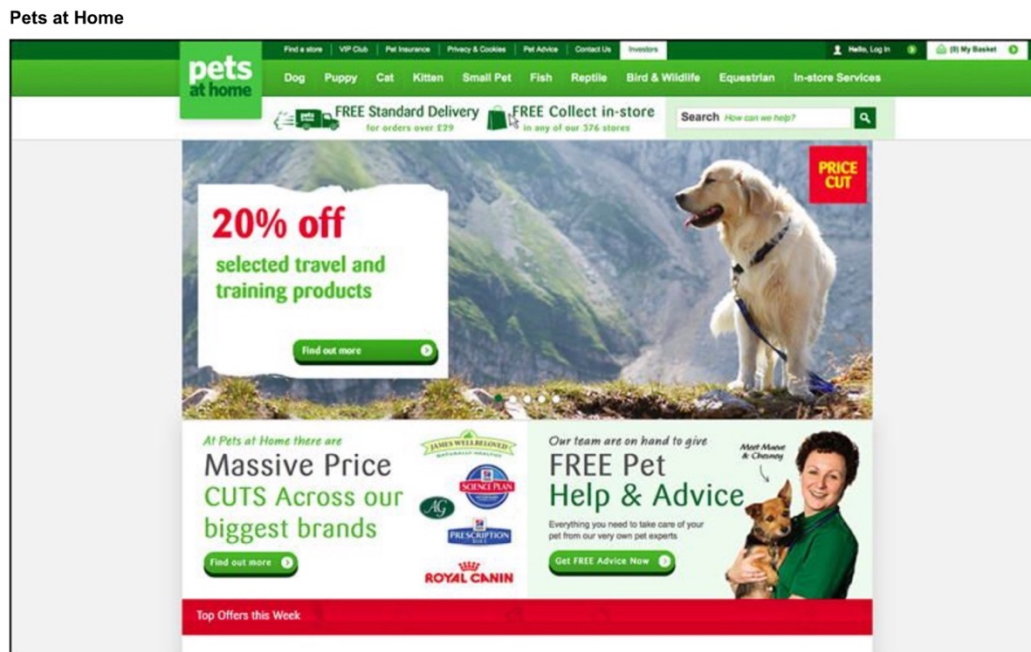 Pets at Home
Find a store
VIP Club
Pet Insurance
Privacy & Cookies
Pet Advice
Contact Us
Investors
Hello, Log In
(0) My Basket
pets
at home
Dog
Puppy
Cat
Kitten
Small Pet
Fish
Reptile
Bird & Wildlife
Equestrian
In-store Services
FREE Standard Delivery
for orders over £29
FREE Collect in-store
in any of our 376 stores
Search How can we help?
PRICE
CUT
20% off
selected travel and
training products
Find out more
At Pets at Home there are
Massive Price
CUTS Across our
biggest brands
Find out more
JAMES WELLBELOVED
NATURALLY HEALTHY
SCIENCE PLAN
AG
PRESCRIPTION
DIET
ROYAL CANIN
Our team are on hand to give
FREE Pet
Help & Advice
Everything you need to take care of your
pet from our very own pet experts
Get FREE Advice Now
Meet Maeve
& Chesney
Top Offers this Week